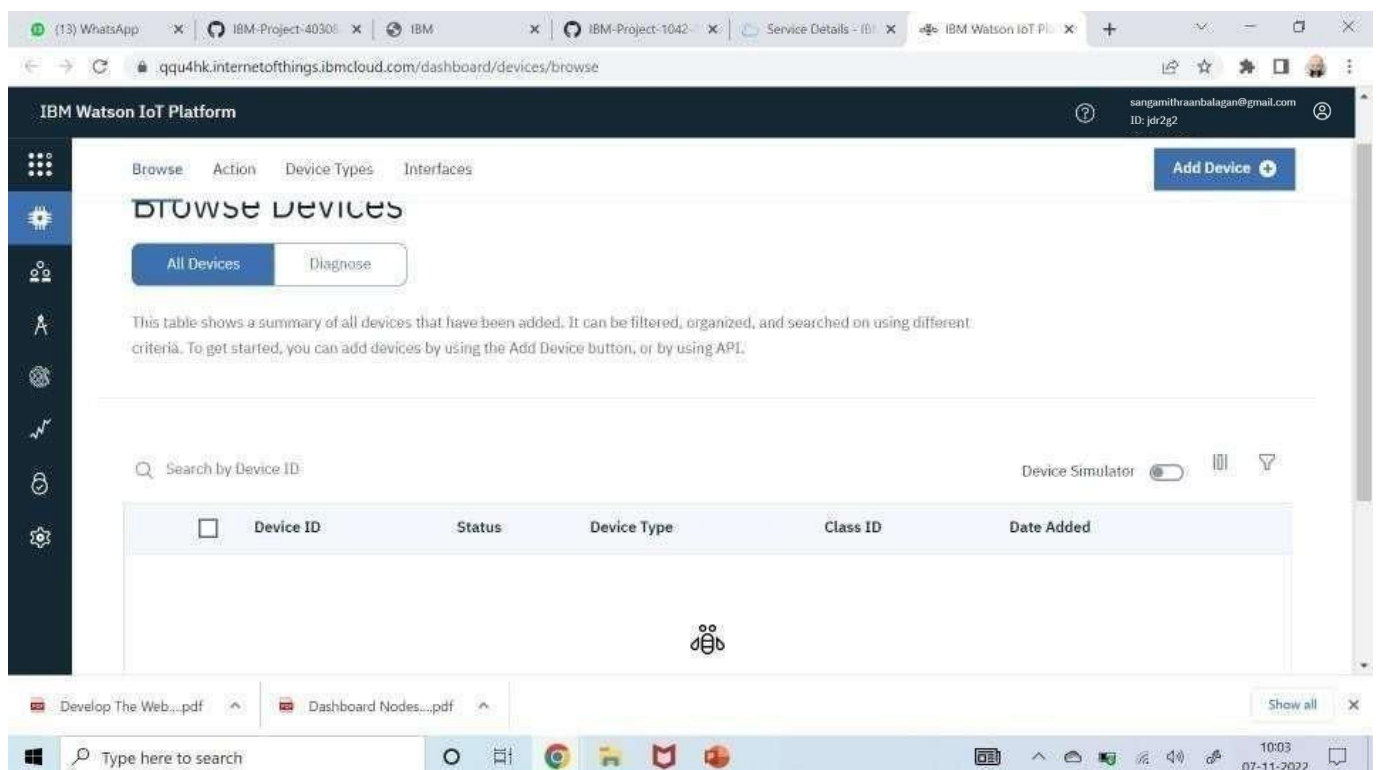 (13) WhatsApp
IBM-Project-40305
IBM
IBM-Project-1042
Service Details - IB
IBM Watson IoT Pl
qqu4hk.internetofthings.ibmcloud.com/dashboard/devices/browse
IBM Watson IoT Platform
sangamithraanbalagan@gmail.com
ID: jdr2g2
Browse Action Device Types Interfaces
Add Device
Browse Devices
All Devices Diagnose
This table shows a summary of all devices that have been added. It can be filtered, organized, and searched on using different
criteria. To get started, you can add devices by using the Add Device button, or by using API.
Search by Device ID
Device Simulator
Device ID Status Device Type Class ID Date Added
Develop The Web....pdf
Dashboard Nodes....pdf
Show all
Type here to search
10:03
07-11-2022